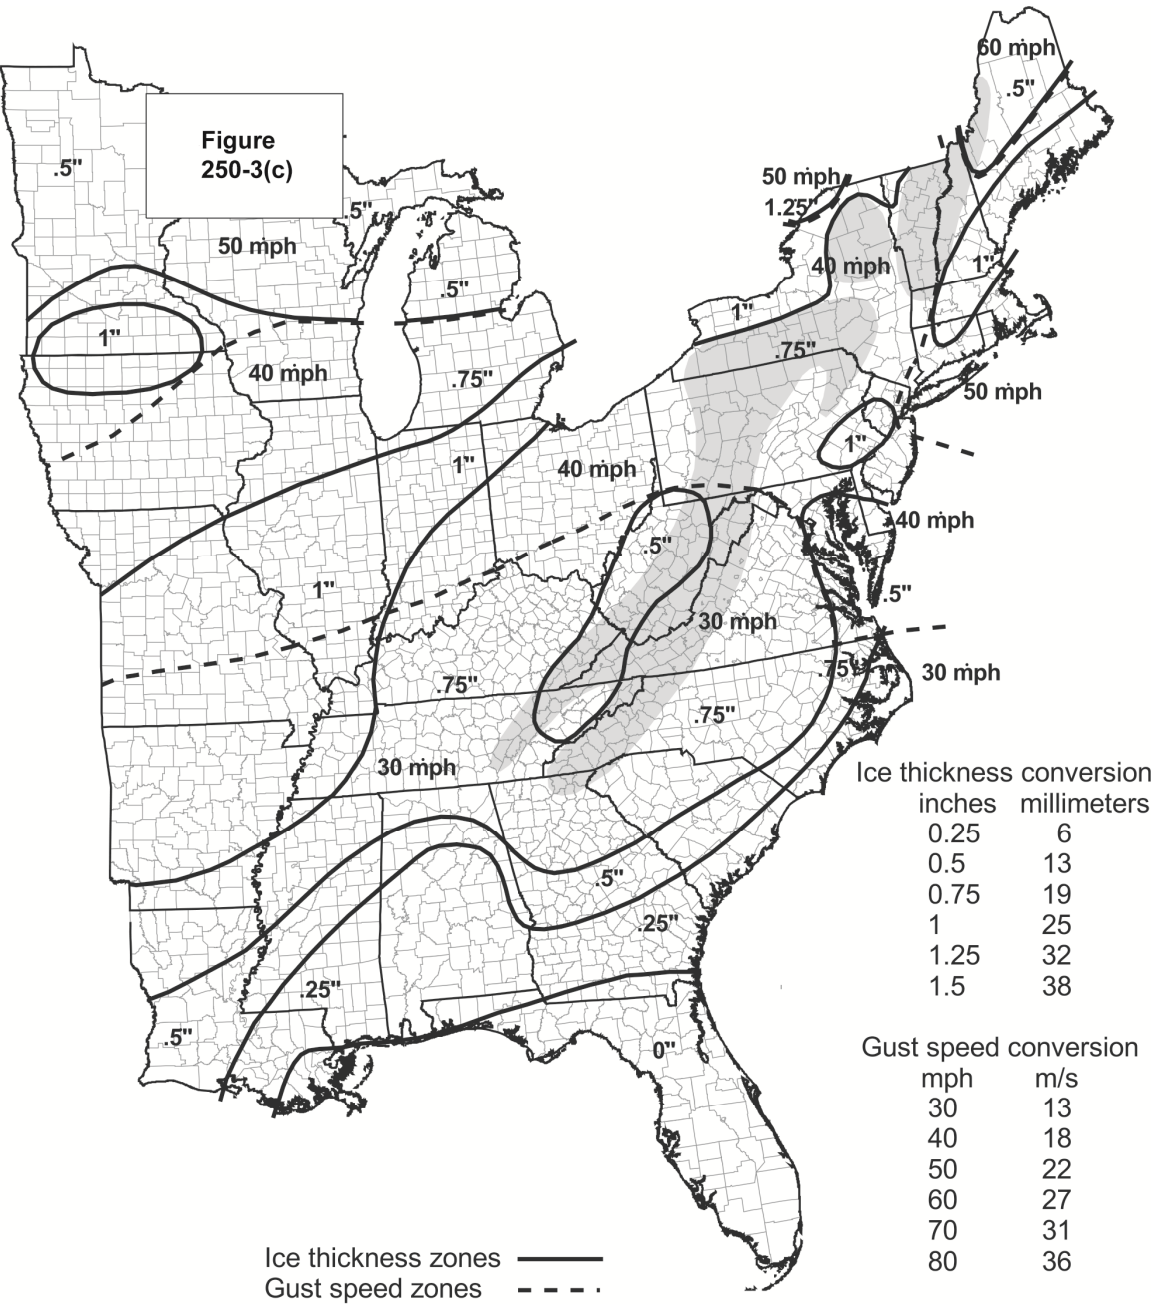 60 mph
.5"
Figure
250-3(c)
.5"
50 mph
1.25"
.5"
50 mph
40 mph
1"
.5"
1"
1"
.75"
40 mph
.75"
50 mph
1"
1"
40 mph
40 mph
.5"
1"
.5"
30 mph
.75"
30 mph
.75"
.75"
30 mph
Ice thickness conversion
inches millimeters
0.25 6
0.5 13
0.75 19
1 25
1.25 32
1.5 38
.5"
.25"
.25"
.5"
0"
Gust speed conversion
mph m/s
30 13
40 18
50 22
60 27
70 31
80 36
Ice thickness zones
Gust speed zones